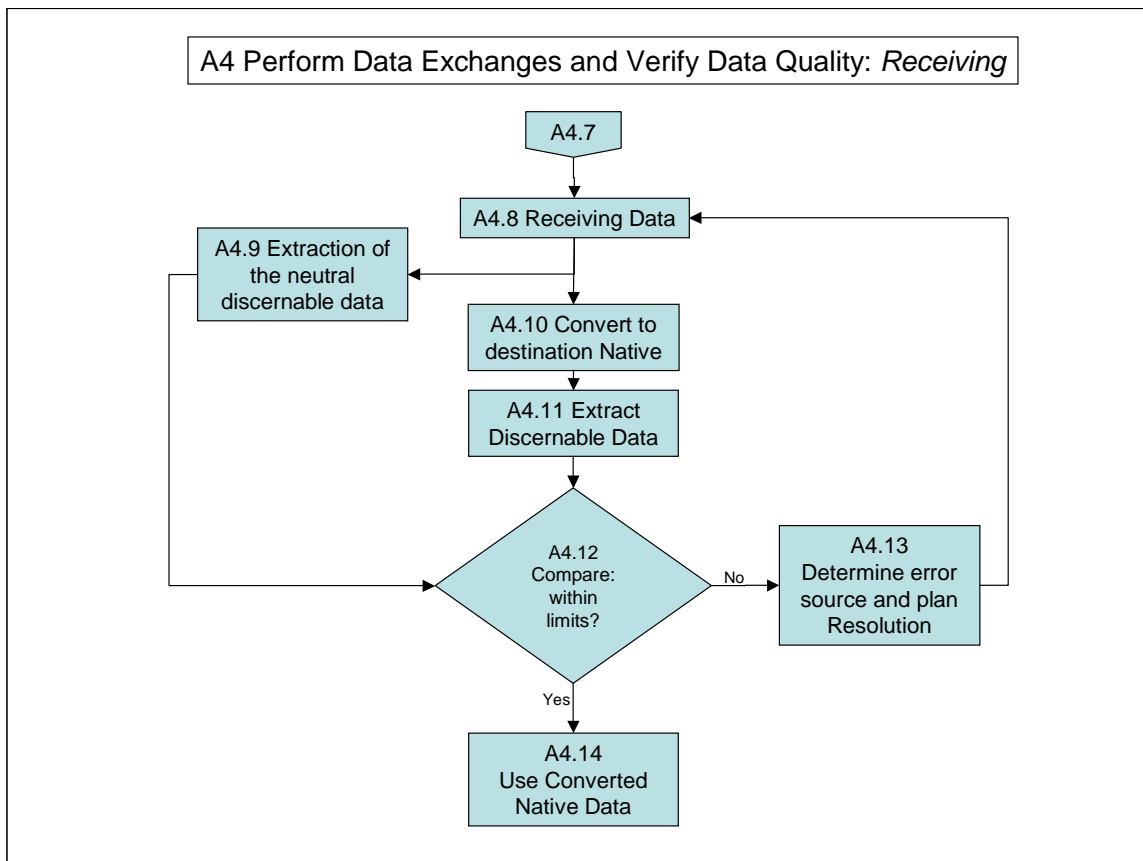 A4 Perform Data Exchanges and Verify Data Quality: Receiving
A4.7
A4.8 Receiving Data
A4.9 Extraction of
the neutral
discernable data
A4.10 Convert to
destination Native
A4.11 Extract
Discernable Data
A4.12
Compare:
within
limits?
No
A4.13
Determine error
source and plan
Resolution
Yes
A4.14
Use Converted
Native Data